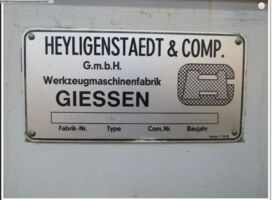 HEYLIGENSTAEDT & COMP.
G.m.b.H.
Werkzeugmaschinenfabrik
GIESSEN
Fabrik-Nr. Type Com.Nr. Baujahr